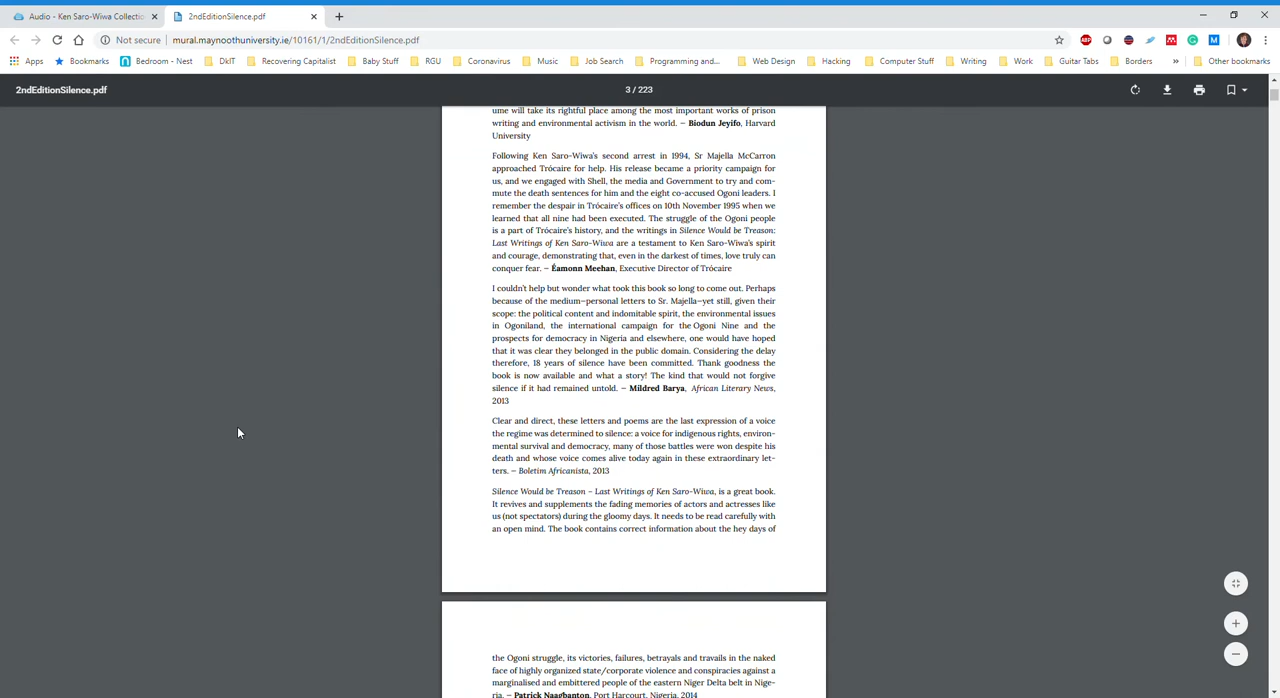 Audio - Ken Saro-Wiwa Collectic
2ndEditionSilence.pdf
Not secure | mural.maynoothuniversity.ie/10161/1/2ndEditionSilence.pdf
ABP
M
Apps
Bookmarks
Bedroom - Nest
DkIT
Recovering Capitalist
Baby Stuff
RGU
Coronavirus
Music
Job Search
Programming and...
Web Design
Hacking
Computer Stuff
Writing
Work
Guitar Tabs
Borders
»
Other bookmarks
2ndEditionSilence.pdf
3 / 223
ume will take its rightful place among the most important works of prison
writing and environmental activism in the world. – Biodun Jeyifo, Harvard
University
Following Ken Saro-Wiwa's second arrest in 1994, Sr Majella McCarron
approached Trócaire for help. His release became a priority campaign for
us, and we engaged with Shell, the media and Government to try and com-
mute the death sentences for him and the eight co-accused Ogoni leaders. I
remember the despair in Trócaire's offices on 10th November 1995 when we
learned that all nine had been executed. The struggle of the Ogoni people
is a part of Trócaire's history, and the writings in Silence Would be Treason:
Last Writings of Ken Saro-Wiwa are a testament to Ken Saro-Wiwa's spirit
and courage, demonstrating that, even in the darkest of times, love truly can
conquer fear. – Éamonn Meehan, Executive Director of Trócaire
I couldn't help but wonder what took this book so long to come out. Perhaps
because of the medium—personal letters to Sr. Majella—yet still, given their
scope: the political content and indomitable spirit, the environmental issues
in Ogoniland, the international campaign for the Ogoni Nine and the
prospects for democracy in Nigeria and elsewhere, one would have hoped
that it was clear they belonged in the public domain. Considering the delay
therefore, 18 years of silence have been committed. Thank goodness the
book is now available and what a story! The kind that would not forgive
silence if it had remained untold. – Mildred Barya, African Literary News,
2013
Clear and direct, these letters and poems are the last expression of a voice
the regime was determined to silence: a voice for indigenous rights, environ-
mental survival and democracy, many of those battles were won despite his
death and whose voice comes alive today again in these extraordinary let-
ters. – Boletim Africanista, 2013
Silence Would be Treason – Last Writings of Ken Saro-Wiwa, is a great book.
It revives and supplements the fading memories of actors and actresses like
us (not spectators) during the gloomy days. It needs to be read carefully with
an open mind. The book contains correct information about the hey days of
the Ogoni struggle, its victories, failures, betrayals and travails in the naked
face of highly organized state/corporate violence and conspiracies against a
marginalised and embittered people of the eastern Niger Delta belt in Nige-
ria. – Patrick Naagbanton, Port Harcourt, Nigeria, 2014